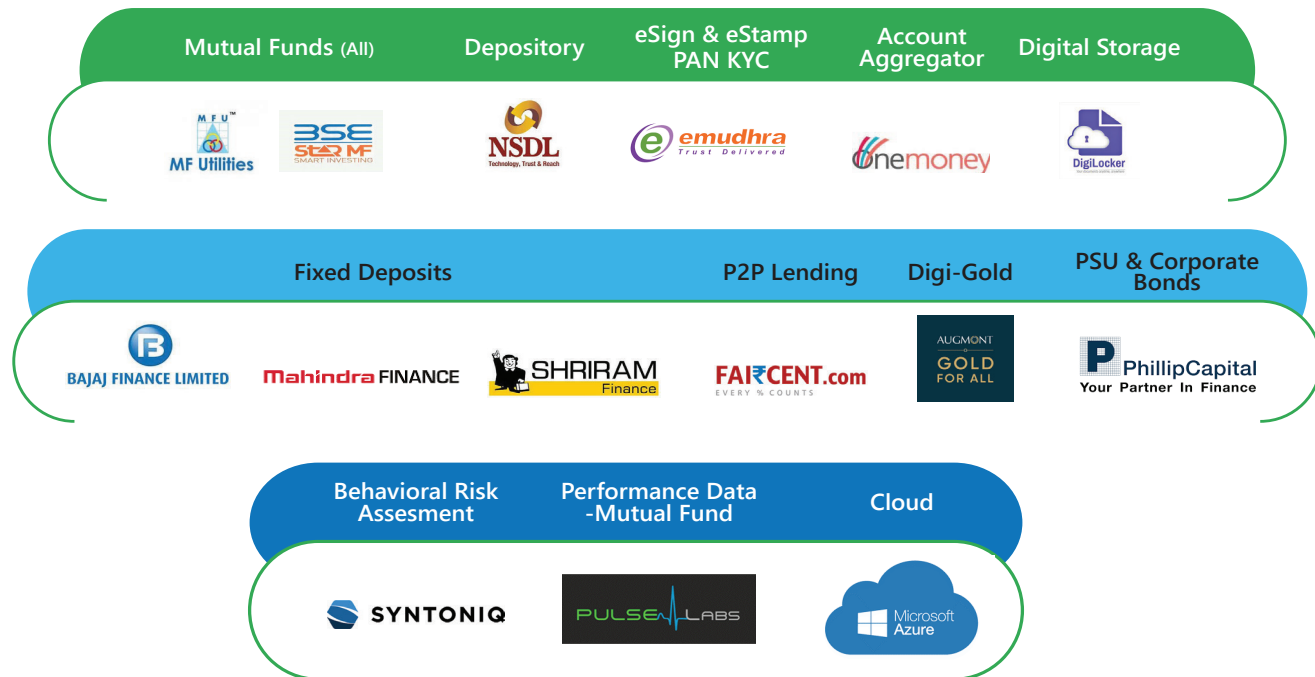 Mutual Funds (All)
Depository
eSign & eStamp
PAN KYC
Account
Aggregator
Digital Storage
MFU™
MF Utilities
BSE
StAR MF
SMART INVESTING
NSDL
Technology, Trust & Reach
e
emudhra
Trust Delivered
Onemoney
DigiLocker
Fixed Deposits
P2P Lending
Digi-Gold
PSU & Corporate
Bonds
B
BAJAJ FINANCE LIMITED
Mahindra FINANCE
SHRIRAM
Finance
FAI₹CENT.com
EVERY % COUNTS
AUGMONT
GOLD
FOR ALL
P
PhillipCapital
Your Partner In Finance
Behavioral Risk
Assesment
Performance Data
-Mutual Fund
Cloud
SYNTONIQ
PULSE LABS
Microsoft
Azure